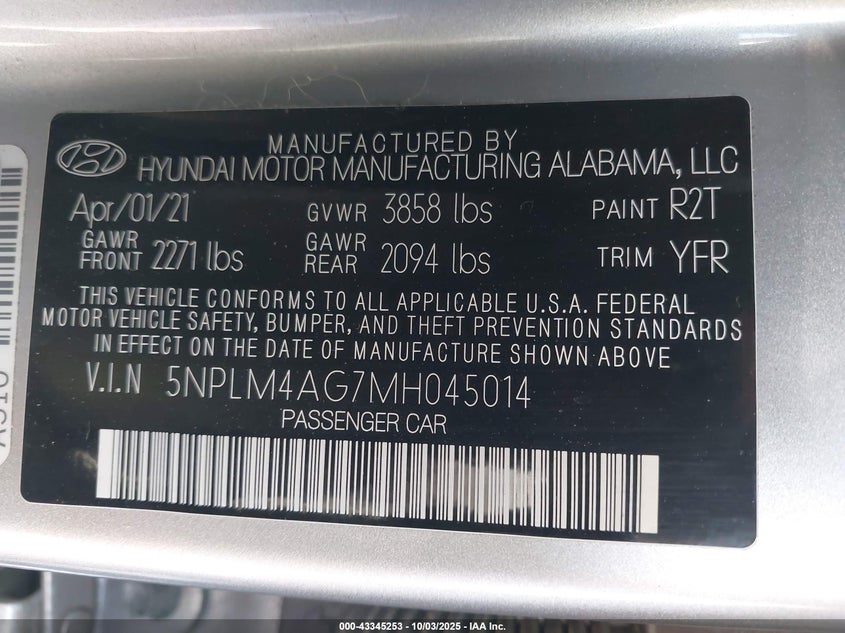 MANUFACTURED BY
HYUNDAI MOTOR MANUFACTURING ALABAMA, LLC
Apr/01/21 GVWR 3858 lbs PAINT R2T
GAWR FRONT 2271 lbs GAWR REAR 2094 lbs TRIM YFR
THIS VEHICLE CONFORMS TO ALL APPLICABLE U.S.A. FEDERAL
MOTOR VEHICLE SAFETY, BUMPER, AND THEFT PREVENTION STANDARDS
IN EFFECT ON THE DATE OF MANUFACTURE SHOWN ABOVE
V.I.N 5NPLM4AG7MH045014
PASSENGER CAR
000-43345253 - 10/03/2025 - IAA Inc.